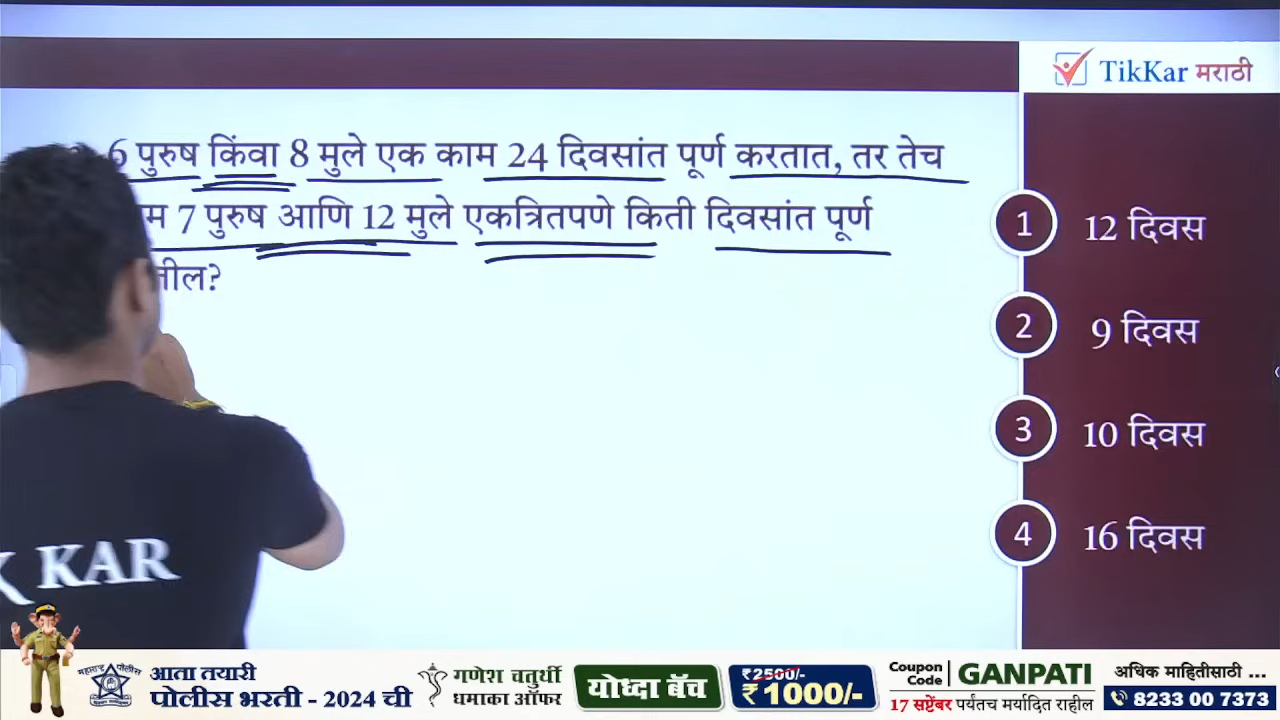 TikKar मराठी
6 पुरुष किंवा 8 मुले एक काम 24 दिवसांत पूर्ण करतात, तर तेच
7 पुरुष आणि 12 मुले एकत्रितपणे किती दिवसांत पूर्ण
1 12 दिवस
2 9 दिवस
3 10 दिवस
4 16 दिवस
KAR
महाराष्ट्र पोलीस
आता तयारी
पोलीस भरती - 2024 ची
गणेश चतुर्थी
धमाका ऑफर
योध्दा बॅच
₹2500/-
₹1000/-
Coupon Code GANPATI
17 सप्टेंबर पर्यंतच मर्यादित राहील
अधिक माहितीसाठी ...
8233 00 7373